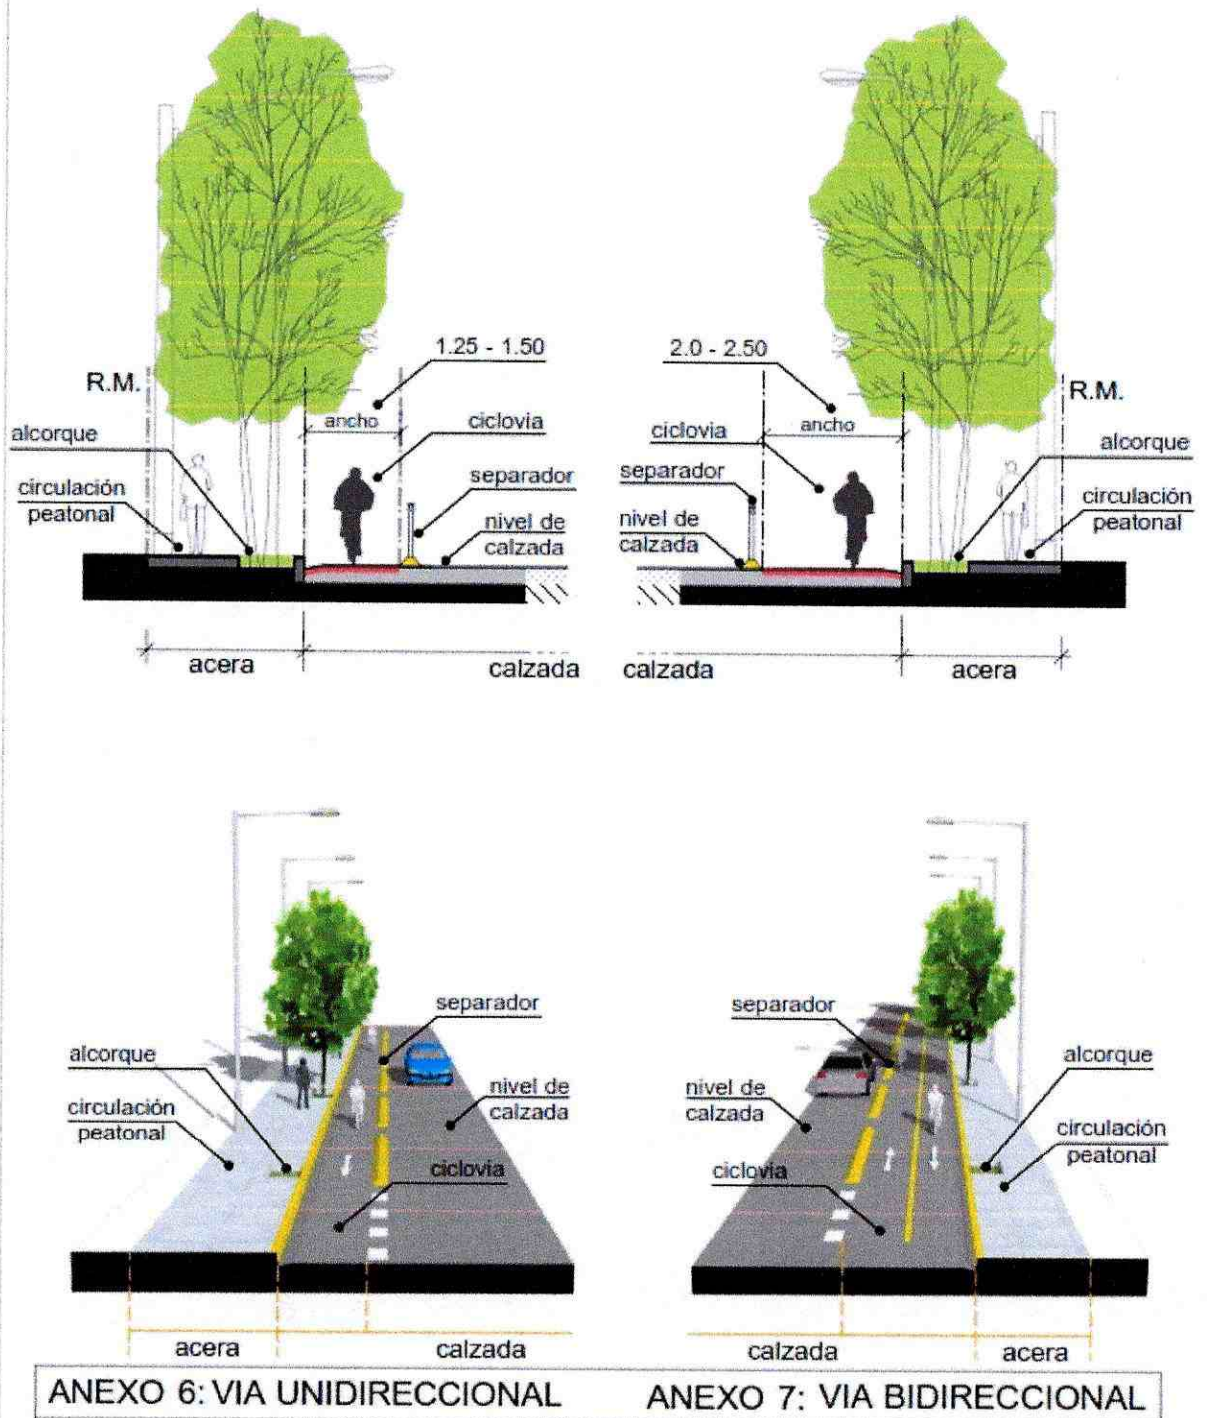 1.25 - 1.50
R.M.
ancho
ciclovia
alcorque
separador
circulación
peatonal
nivel de
calzada
acera
calzada
2.0 - 2.50
R.M.
ancho
ciclovia
alcorque
separador
circulación
peatonal
nivel de
calzada
calzada
acera
separador
alcorque
nivel de
calzada
circulación
peatonal
ciclovia
acera
calzada
separador
alcorque
nivel de
calzada
circulación
peatonal
ciclovia
calzada
acera
ANEXO 6: VIA UNIDIRECCIONAL
ANEXO 7: VIA BIDIRECCIONAL